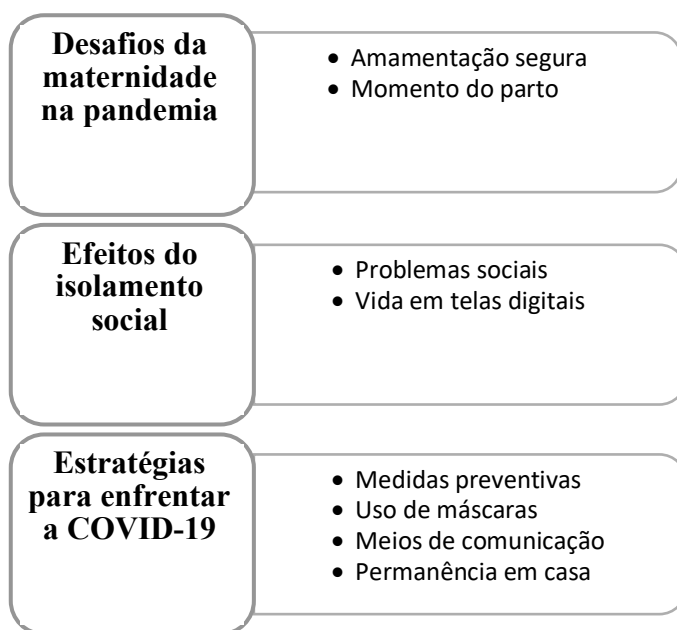 Desafios da
maternidade
na pandemia
• Amamentação segura
• Momento do parto
Efeitos do
isolamento
social
• Problemas sociais
• Vida em telas digitais
Estratégias
para enfrentar
a COVID-19
• Medidas preventivas
• Uso de máscaras
• Meios de comunicação
• Permanência em casa